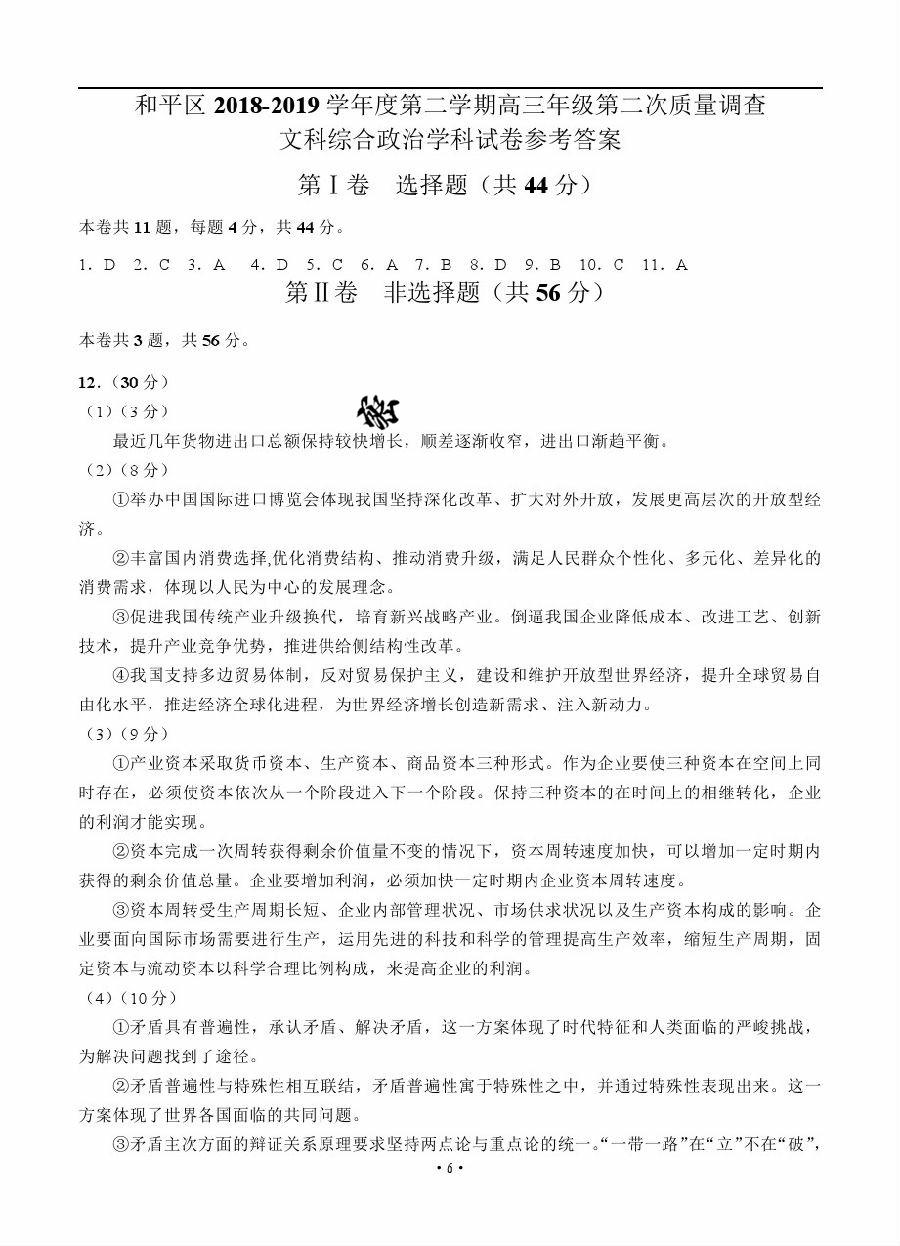 和平区 2018-2019 学年度第二学期高三年级第二次质量调查
文科综合政治学科试卷参考答案
第Ⅰ卷 选择题（共 44 分）
本卷共 11 题，每题 4 分，共 44 分。
1．D 2．C 3．A 4．D 5．C 6．A 7．B 8．D 9．B 10．C 11．A
第Ⅱ卷 非选择题（共 56 分）
本卷共 3 题，共 56 分。
12．（30 分）
（1）（3 分）
最近几年货物进出口总额保持较快增长，顺差逐渐收窄，进出口渐趋平衡。
（2）（8 分）
①举办中国国际进口博览会体现我国坚持深化改革、扩大对外开放，发展更高层次的开放型经
济。
②丰富国内消费选择,优化消费结构、推动消费升级，满足人民群众个性化、多元化、差异化的
消费需求，体现以人民为中心的发展理念。
③促进我国传统产业升级换代，培育新兴战略产业。倒逼我国企业降低成本、改进工艺、创新
技术，提升产业竞争优势，推进供给侧结构性改革。
④我国支持多边贸易体制，反对贸易保护主义，建设和维护开放型世界经济，提升全球贸易自
由化水平，推进经济全球化进程，为世界经济增长创造新需求、注入新动力。
（3）（9 分）
①产业资本采取货币资本、生产资本、商品资本三种形式。作为企业要使三种资本在空间上同
时存在，必须使资本依次从一个阶段进入下一个阶段。保持三种资本的在时间上的相继转化，企业
的利润才能实现。
②资本完成一次周转获得剩余价值量不变的情况下，资本周转速度加快，可以增加一定时期内
获得的剩余价值总量。企业要增加利润，必须加快一定时期内企业资本周转速度。
③资本周转受生产周期长短、企业内部管理状况、市场供求状况以及生产资本构成的影响。企
业要面向国际市场需要进行生产，运用先进的科技和科学的管理提高生产效率，缩短生产周期，固
定资本与流动资本以科学合理比例构成，来提高企业的利润。
（4）（10 分）
①矛盾具有普遍性，承认矛盾、解决矛盾，这一方案体现了时代特征和人类面临的严峻挑战，
为解决问题找到了途径。
②矛盾普遍性与特殊性相互联结，矛盾普遍性寓于特殊性之中，并通过特殊性表现出来。这一
方案体现了世界各国面临的共同问题。
③矛盾主次方面的辩证关系原理要求坚持两点论与重点论的统一。“一带一路”在“立”不在“破”，
·6·